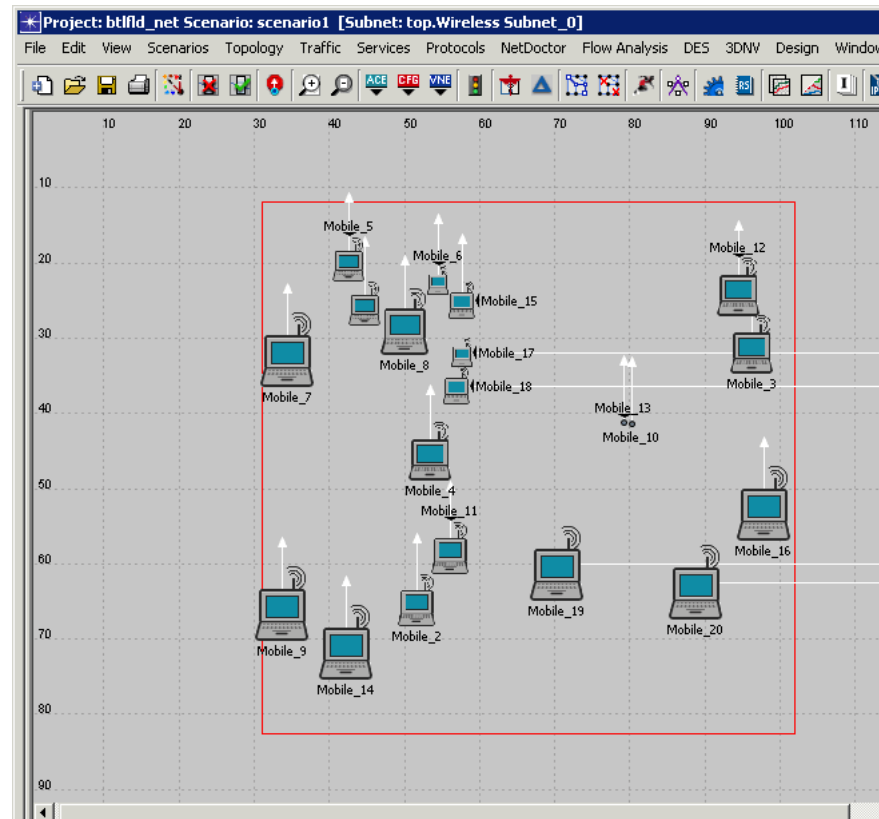 Project: btlfld_net Scenario: scenario1 [Subnet: top.Wireless Subnet_0]
File Edit View Scenarios Topology Traffic Services Protocols NetDoctor Flow Analysis DES 3DNV Design Window
ACE CFG VNE RS I IP
10 20 30 40 50 60 70 80 90 100 110
10
Mobile_5
Mobile_12
20
Mobile_6
Mobile_15
30
Mobile_17
Mobile_8
Mobile_3
Mobile_18
Mobile_7
40
Mobile_13
Mobile_10
50
Mobile_4
Mobile_11
Mobile_16
60
Mobile_19
Mobile_20
70
Mobile_2
Mobile_9
Mobile_14
80
90